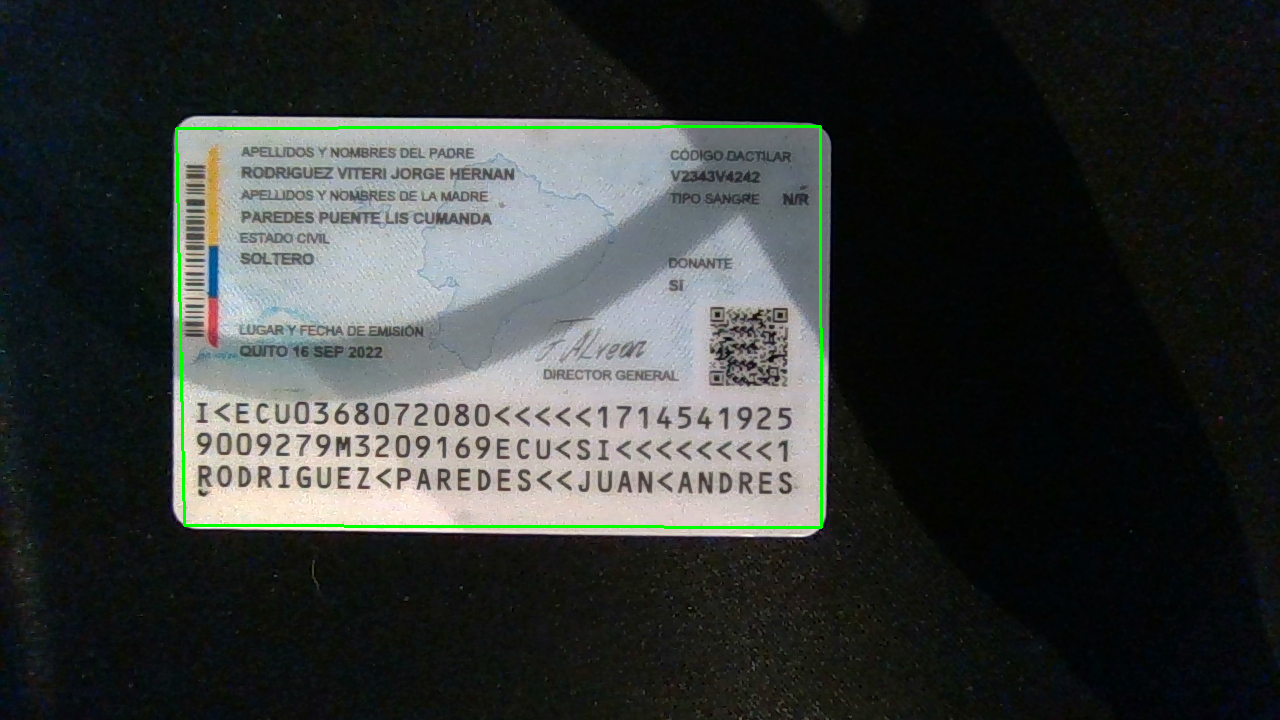 APELLIDOS Y NOMBRES DEL PADRE
RODRIGUEZ VITERI JORGE HERNAN
APELLIDOS Y NOMBRES DE LA MADRE
PAREDES PUENTE LIS CUMANDA
ESTADO CIVIL
SOLTERO
CÓDIGO DACTILAR
V2343V4242
TIPO SANGRE N/R
DONANTE
SI
LUGAR Y FECHA DE EMISIÓN
QUITO 16 SEP 2022
DIRECTOR GENERAL
I<ECU0368072080<<<<<1714541925
9009279M3209169ECU<SI<<<<<<<<1
RODRIGUEZ<PAREDES<<JUAN<ANDRES